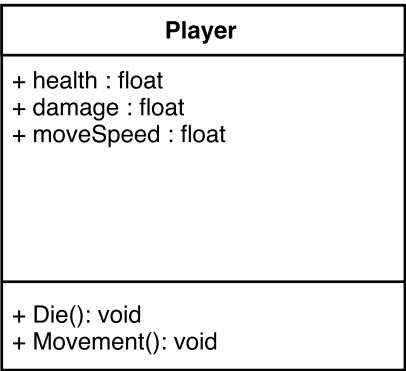 Player
+ health : float
+ damage : float
+ moveSpeed : float
+ Die(): void
+ Movement(): void